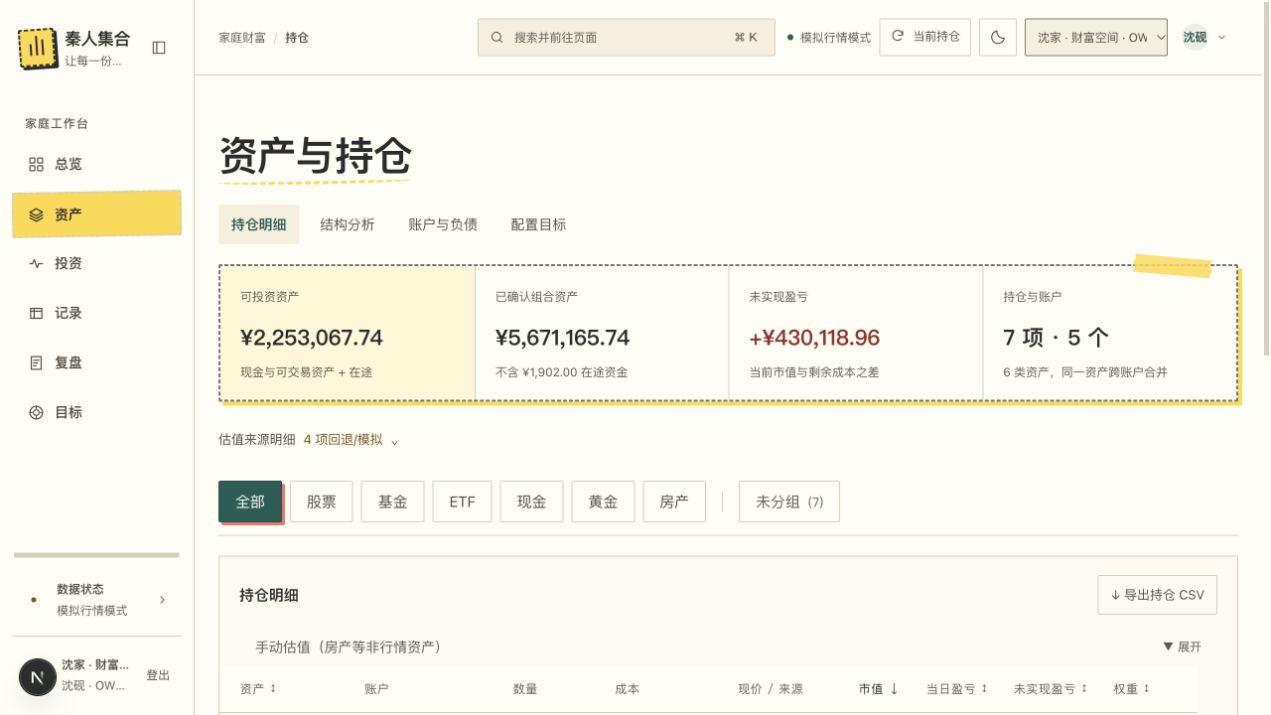 秦人集合
让每一份...
家庭工作台
总览
资产
投资
记录
复盘
目标
数据状态
模拟行情模式
N
沈家 · 财富...
沈砚 · OW...
登出
家庭财富 / 持仓
搜索并前往页面
⌘ K
模拟行情模式
当前持仓
沈家 · 财富空间 · OW
沈砚
资产与持仓
持仓明细 结构分析 账户与负债 配置目标
可投资资产
¥2,253,067.74
现金与可交易资产 + 在途
已确认组合资产
¥5,671,165.74
不含 ¥1,902.00 在途资金
未实现盈亏
+¥430,118.96
当前市值与剩余成本之差
持仓与账户
7 项 · 5 个
6 类资产，同一资产跨账户合并
估值来源明细 4 项回退/模拟
全部 股票 基金 ETF 现金 黄金 房产 未分组 (7)
持仓明细
↓ 导出持仓 CSV
手动估值（房产等非行情资产）
▼ 展开
资产 ↕ 账户 数量 成本 现价 / 来源 市值 ↓ 当日盈亏 ↕ 未实现盈亏 ↕ 权重 ↕